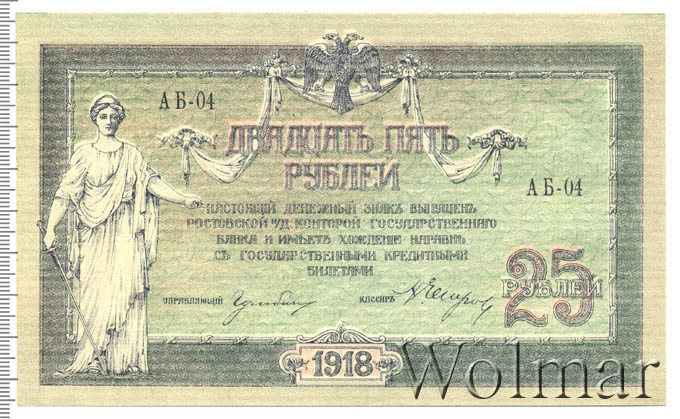 АБ-04
ДВАДЦАТЬ ПЯТЬ
РУБЛЕЙ
АБ-04
НАСТОЯЩІЙ ДЕНЕЖНЫЙ ЗНАКЪ ВЫПУЩЕНЪ
РОСТОВСКОЙ Н/Д. КОНТОРОЙ ГОСУДАРСТВЕННАГО
БАНКА И ИМѢЕТЪ ХОЖДЕНІЕ НАРАВНѢ
СЪ ГОСУДАРСТВЕННЫМИ КРЕДИТНЫМИ
БИЛЕТАМИ
УПРАВЛЯЮЩІЙ
КАССИРЪ
25
РУБЛЕЙ
1918
Wolmar